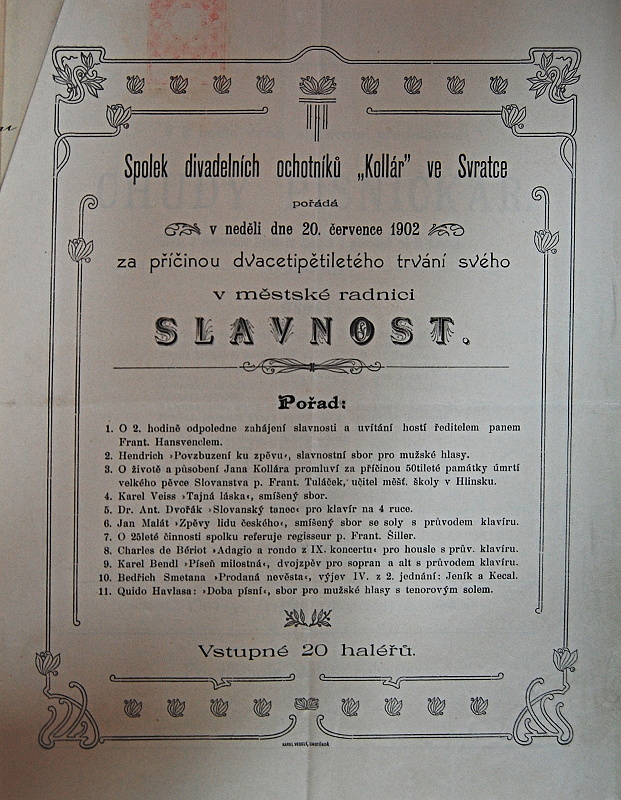 Spolek divadelních ochotníků „Kollár" ve Svratce
pořádá
v neděli dne 20. července 1902
za příčinou dvacetipětiletého trvání svého
v městské radnici
SLAVNOST.
Pořad:
1. O 2. hodině odpoledne zahájení slavnosti a uvítání hostí ředitelem panem
Frant. Hansvenclem.
2. Hendrich »Povzbuzení ku zpěvu«, slavnostní sbor pro mužské hlasy.
3. O životě a působení Jana Kollára promluví za příčinou 50tileté památky úmrtí
velkého pěvce Slovanstva p. Frant. Tuláček, učitel měšť. školy v Hlinsku.
4. Karel Veiss »Tajná láska«, smíšený sbor.
5. Dr. Ant. Dvořák »Slovanský tanec« pro klavír na 4 ruce.
6. Jan Malát »Zpěvy lidu českého«, smíšený sbor se soly s průvodem klavíru.
7. O 25leté činnosti spolku referuje regisseur p. Frant. Šiller.
8. Charles de Bériot »Adagio a rondo z IX. koncertu« pro housle s prův. klavíru.
9. Karel Bendl »Píseň milostná«, dvojzpěv pro soprán a alt s průvodem klavíru.
10. Bedřich Smetana »Prodaná nevěsta«, výjev IV. z 2. jednání: Jeník a Kecal.
11. Quido Havlasa: »Doba písní«, sbor pro mužské hlasy s tenorovým solem.
Vstupné 20 haléřů.